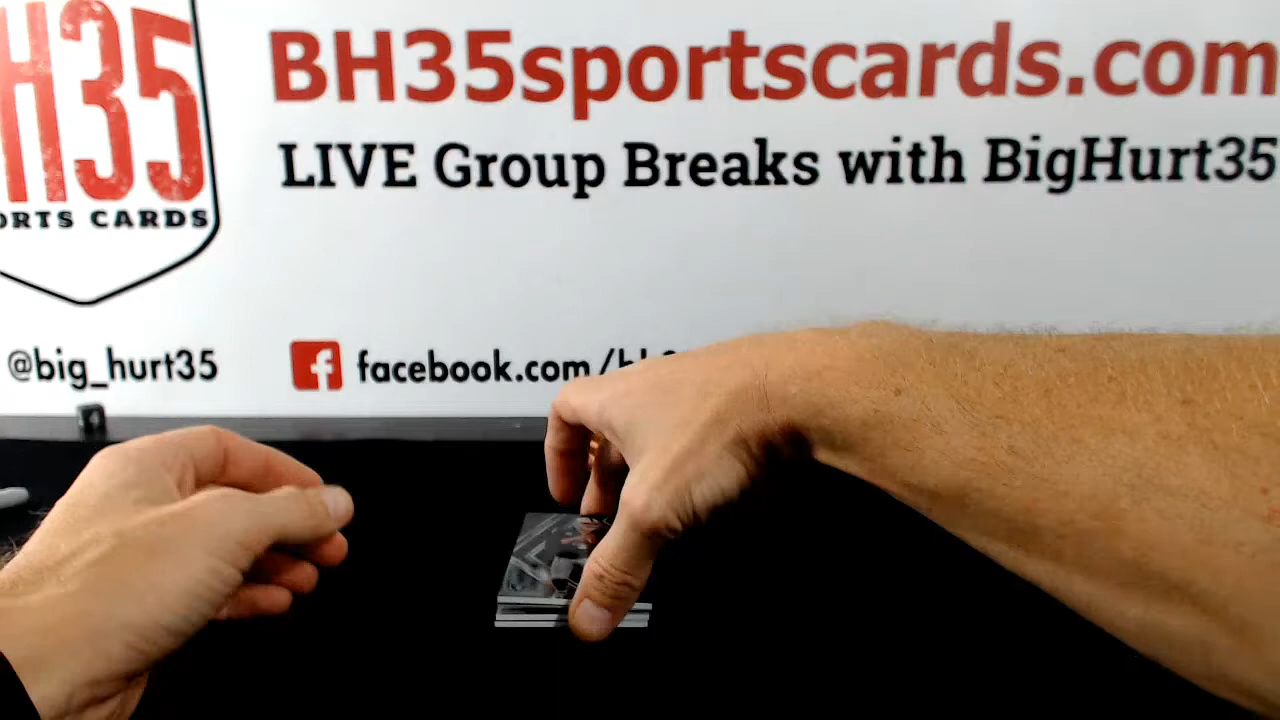 H35
ORTS CARDS
BH35sportscards.com
LIVE Group Breaks with BigHurt35
@big_hurt35
facebook.com/